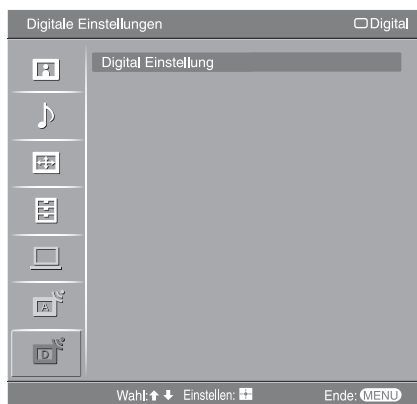 Digitale Einstellungen Digital
Digital Einstellung
A
D
Wahl: Einstellen: Ende: MENU